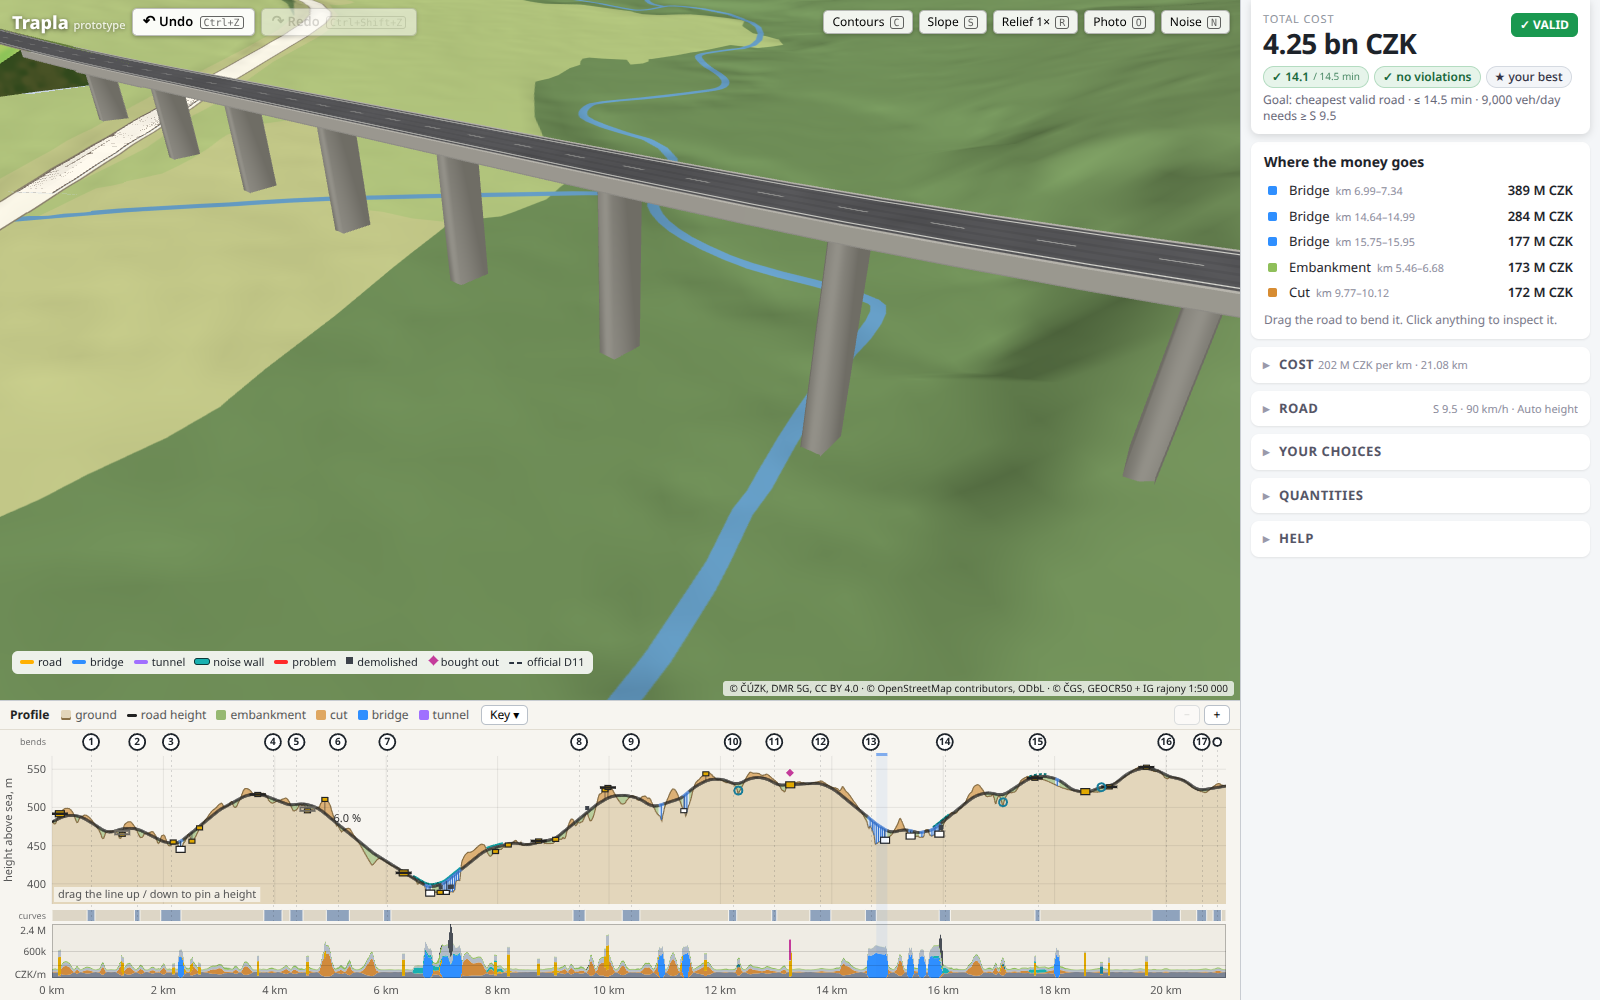 Trapla prototype
↶ Undo Ctrl+Z
↷ Redo Ctrl+Shift+Z
Contours C
Slope S
Relief 1× R
Photo O
Noise N
TOTAL COST
4.25 bn CZK
✓ VALID
✓ 14.1 / 14.5 min
✓ no violations
★ your best
Goal: cheapest valid road · ≤ 14.5 min · 9,000 veh/day
needs ≥ S 9.5
Where the money goes
Bridge km 6.99–7.34 389 M CZK
Bridge km 14.64–14.99 284 M CZK
Bridge km 15.75–15.95 177 M CZK
Embankment km 5.46–6.68 173 M CZK
Cut km 9.77–10.12 172 M CZK
Drag the road to bend it. Click anything to inspect it.
▶ COST 202 M CZK per km · 21.08 km
▶ ROAD S 9.5 · 90 km/h · Auto height
▶ YOUR CHOICES
▶ QUANTITIES
▶ HELP
road bridge tunnel noise wall problem demolished bought out official D11
© ČÚZK, DMR 5G, CC BY 4.0 · © OpenStreetMap contributors, ODbL · © ČGS, GEOCR50 + IG rajony 1:50 000
Profile ground road height embankment cut bridge tunnel Key ▾
− +
bends 1 2 3 4 5 6 7 8 9 10 11 12 13 14 15 16 17
height above sea, m
550
500
450
400
6.0 %
drag the line up / down to pin a height
curves
2.4 M
600k
CZK/m
0 km 2 km 4 km 6 km 8 km 10 km 12 km 14 km 16 km 18 km 20 km